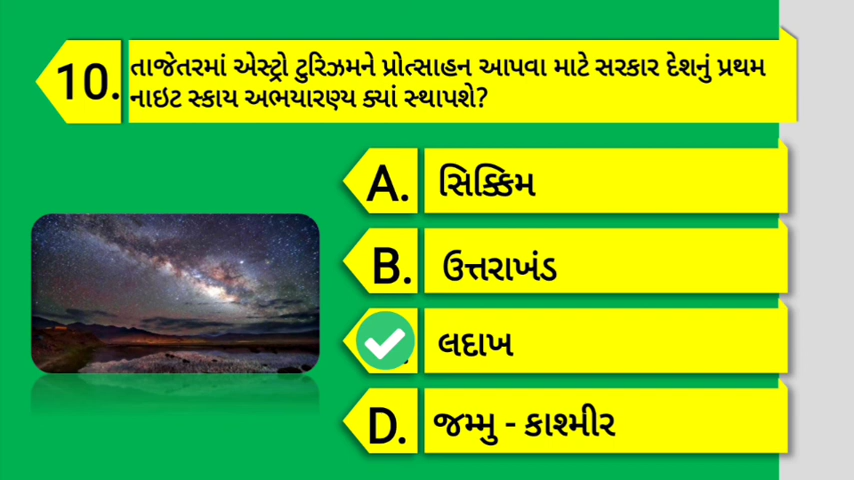 10. તાજેતરમાં એસ્ટ્રો ટુરિઝમને પ્રોત્સાહન આપવા માટે સરકાર દેશનું પ્રથમ
નાઇટ સ્કાય અભયારણ્ય ક્યાં સ્થાપશે?
A. સિક્કિમ
B. ઉત્તરાખંડ
લદાખ
D. જમ્મુ - કાશ્મીર